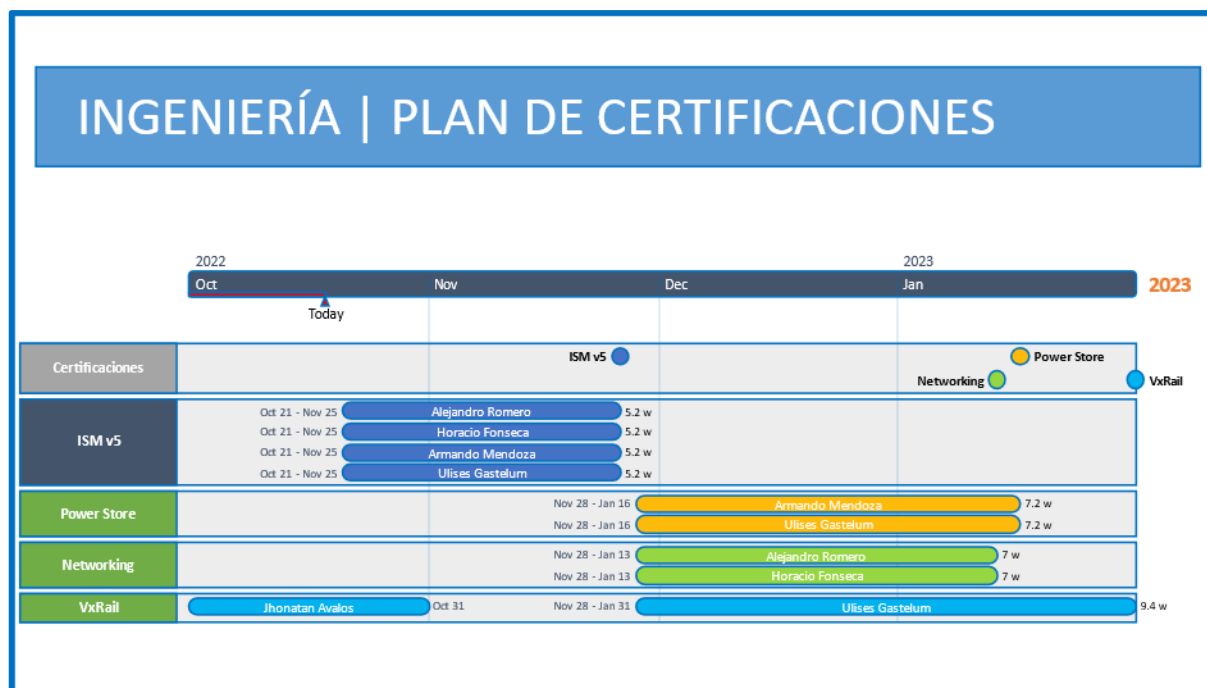 INGENIERÍA | PLAN DE CERTIFICACIONES
2022 2023
Oct Nov Dec Jan 2023
Today
Certificaciones
ISM v5 Power Store
Networking VxRail
ISM v5
Oct 21 - Nov 25 Alejandro Romero 5.2 w
Oct 21 - Nov 25 Horacio Fonseca 5.2 w
Oct 21 - Nov 25 Armando Mendoza 5.2 w
Oct 21 - Nov 25 Ulises Gastelum 5.2 w
Power Store
Nov 28 - Jan 16 Armando Mendoza 7.2 w
Nov 28 - Jan 16 Ulises Gastelum 7.2 w
Networking
Nov 28 - Jan 13 Alejandro Romero 7 w
Nov 28 - Jan 13 Horacio Fonseca 7 w
VxRail Jhonatan Avalos Oct 31 Nov 28 - Jan 31 Ulises Gastelum 9.4 w